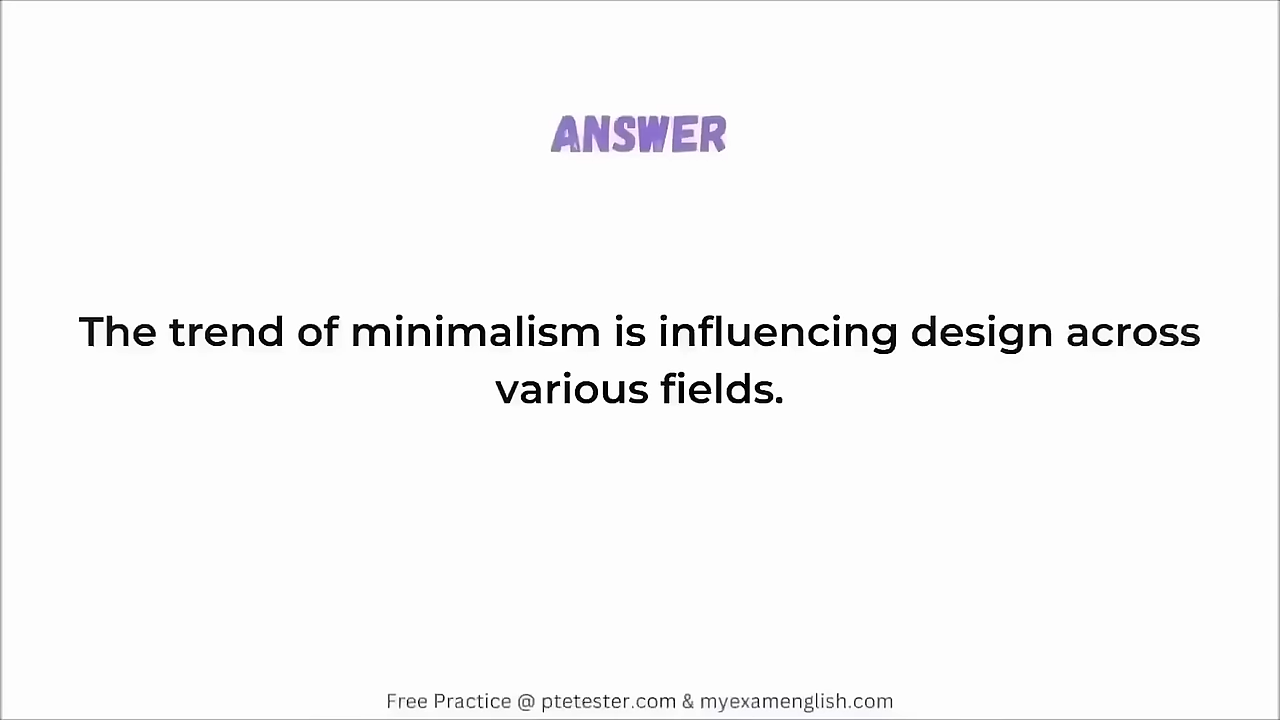 ANSWER
The trend of minimalism is influencing design across
various fields.
Free Practice @ ptetester.com & myexamenglish.com